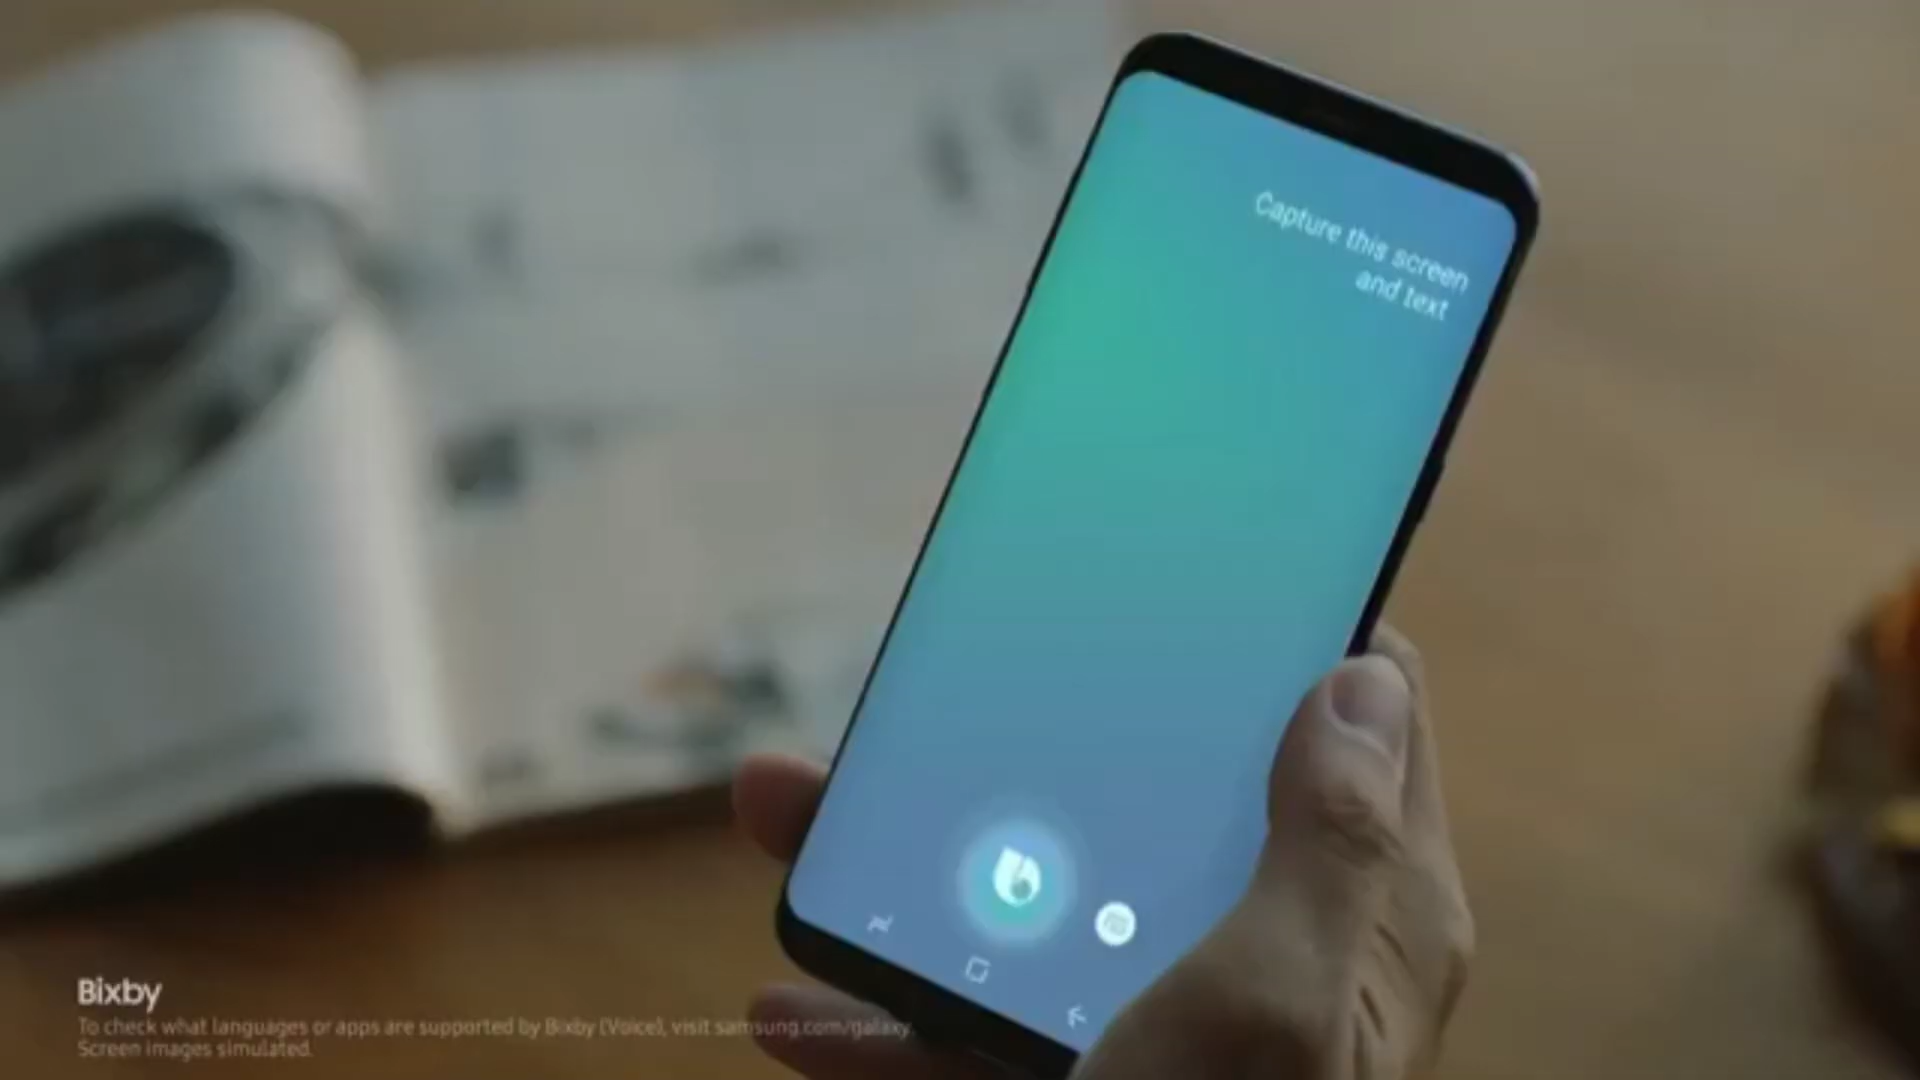 Capture this screen
and text
Bixby
To check what languages or apps are supported by Bixby (Voice), visit samsung.com/galaxy.
Screen images simulated.